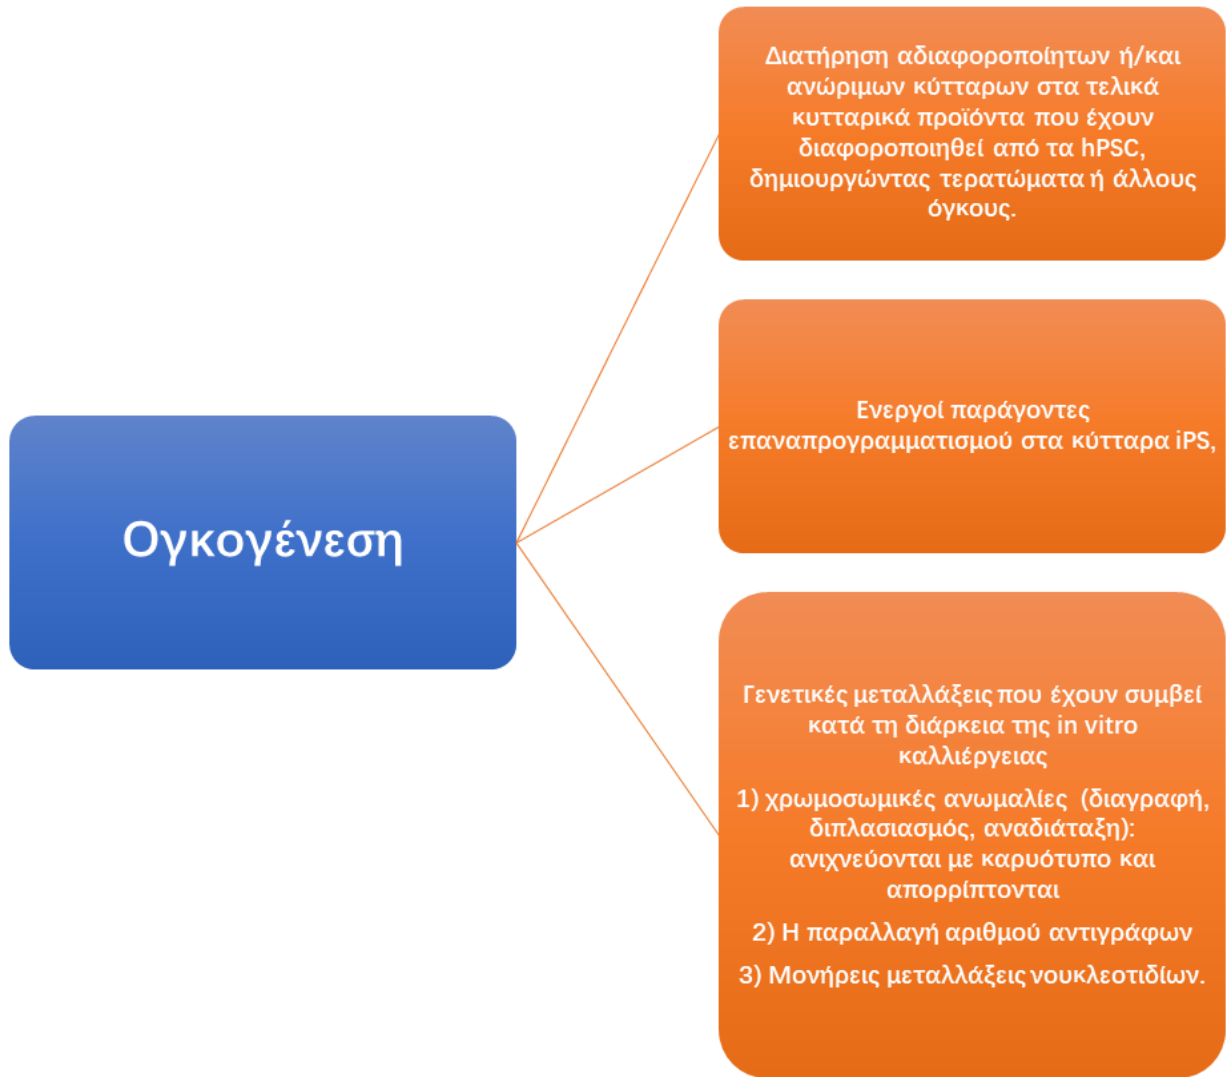 Ογκογένεση
Διατήρηση αδιαφοροποίητων ή/και
ανώριμων κύτταρων στα τελικά
κυτταρικά προϊόντα που έχουν
διαφοροποιηθεί από τα hPSC,
δημιουργώντας τερατώματα ή άλλους
όγκους.
Ενεργοί παράγοντες
επαναπρογραμματισμού στα κύτταρα iPS,
Γενετικές μεταλλάξεις που έχουν συμβεί
κατά τη διάρκεια της in vitro
καλλιέργειας
1) χρωμοσωμικές ανωμαλίες (διαγραφή,
διπλασιασμός, αναδιάταξη):
ανιχνεύονται με καρυότυπο και
απορρίπτονται
2) Η παραλλαγή αριθμού αντιγράφων
3) Μονήρεις μεταλλάξεις νουκλεοτιδίων.